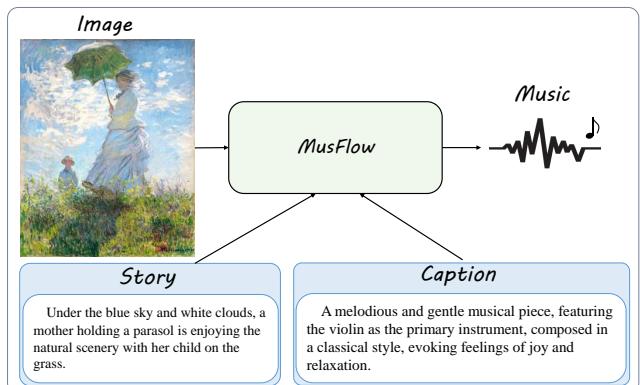 Image
MusFlow
Music
Story
Under the blue sky and white clouds, a
mother holding a parasol is enjoying the
natural scenery with her child on the
grass.
Caption
A melodious and gentle musical piece, featuring
the violin as the primary instrument, composed in
a classical style, evoking feelings of joy and
relaxation.